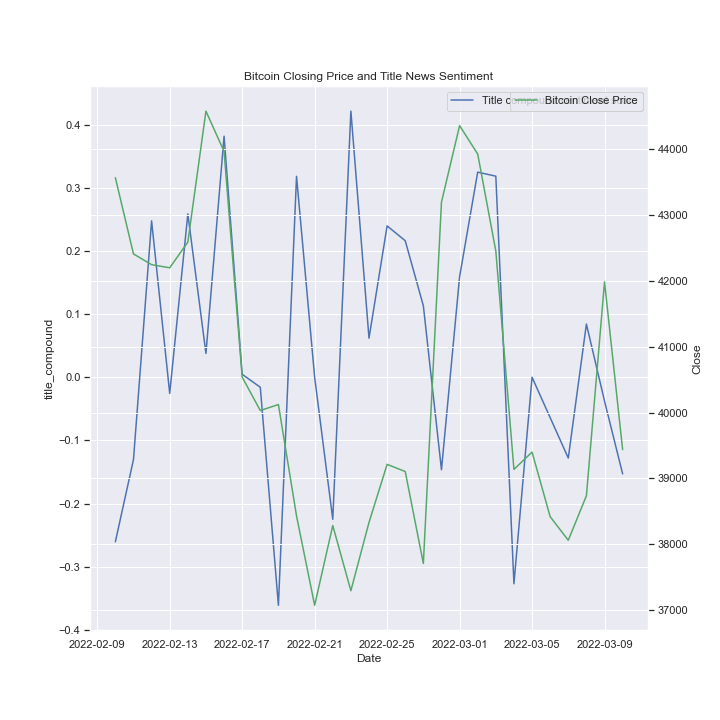 Bitcoin Closing Price and Title News Sentiment
Title c
Bitcoin Close Price
0.4
0.3
0.2
0.1
0.0
−0.1
−0.2
−0.3
−0.4
title_compound
44000
43000
42000
41000
40000
39000
38000
37000
Close
2022-02-09 2022-02-13 2022-02-17 2022-02-21 2022-02-25 2022-03-01 2022-03-05 2022-03-09
Date